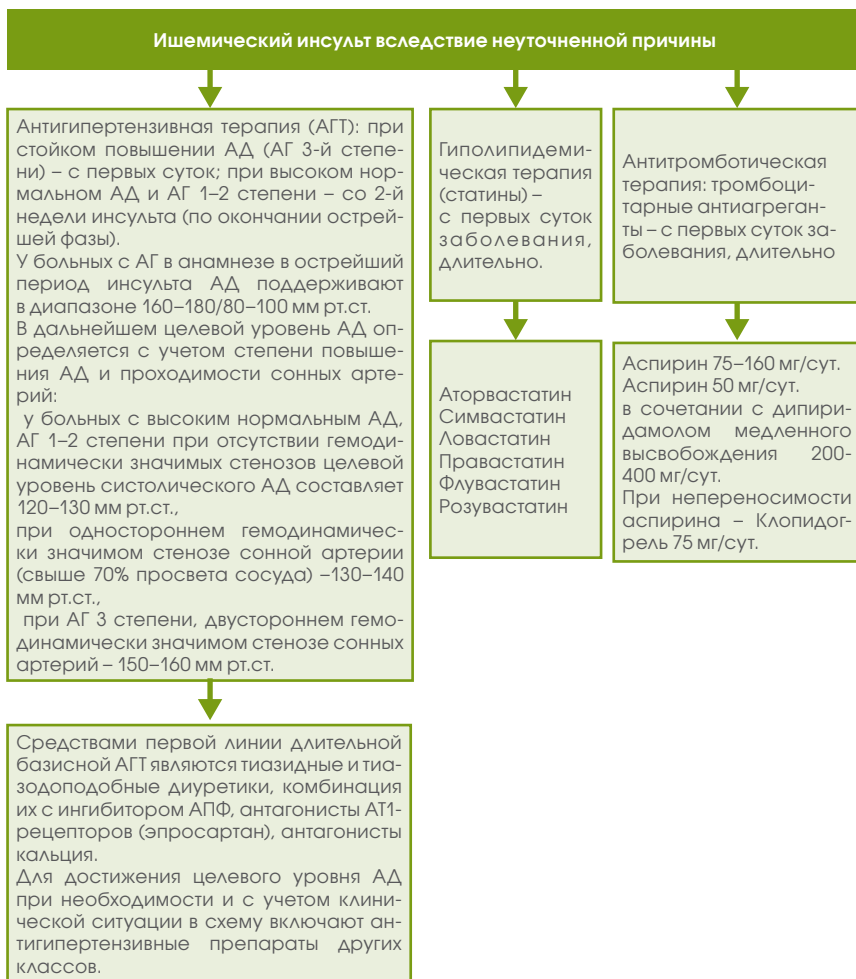 Ишемический инсульт вследствие неуточненной причины
Антигипертензивная терапия (АГТ): при
стойком повышении АД (АГ 3-й степе-
ни) – с первых суток; при высоком нор-
мальном АД и АГ 1–2 степени – со 2-й
недели инсульта (по окончании острей-
шей фазы).
У больных с АГ в анамнезе в острейший
период инсульта АД поддерживают
в диапазоне 160–180/80–100 мм рт.ст.
В дальнейшем целевой уровень АД оп-
ределяется с учетом степени повыше-
ния АД и проходимости сонных арте-
рий:
у больных с высоким нормальным АД,
АГ 1–2 степени при отсутствии гемоди-
намически значимых стенозов целевой
уровень систолического АД составляет
120–130 мм рт.ст.,
при одностороннем гемодинамичес-
ки значимом стенозе сонной артерии
(свыше 70% просвета сосуда) –130–140
мм рт.ст.,
при АГ 3 степени, двустороннем гемо-
динамически значимом стенозе сонных
артерий – 150–160 мм рт.ст.
Средствами первой линии длительной
базисной АГТ являются тиазидные и тиа-
зодоподобные диуретики, комбинация
их с ингибитором АПФ, антагонисты АТ1-
рецепторов (эпросартан), антагонисты
кальция.
Для достижения целевого уровня АД
при необходимости и с учетом клини-
ческой ситуации в схему включают ан-
тигипертензивные препараты других
классов.
Гиполипидеми-
ческая терапия
(статины) –
с первых суток
заболевания,
длительно.
Аторвастатин
Симвастатин
Ловастатин
Правастатин
Флувастатин
Розувастатин
Антитромботическая
терапия: тромбоци-
тарные антиагреган-
ты – с первых суток за-
болевания, длительно
Аспирин 75–160 мг/сут.
Аспирин 50 мг/сут.
в сочетании с дипири-
дамолом медленного
высвобождения 200-
400 мг/сут.
При непереносимости
аспирина – Клопидог-
рель 75 мг/сут.